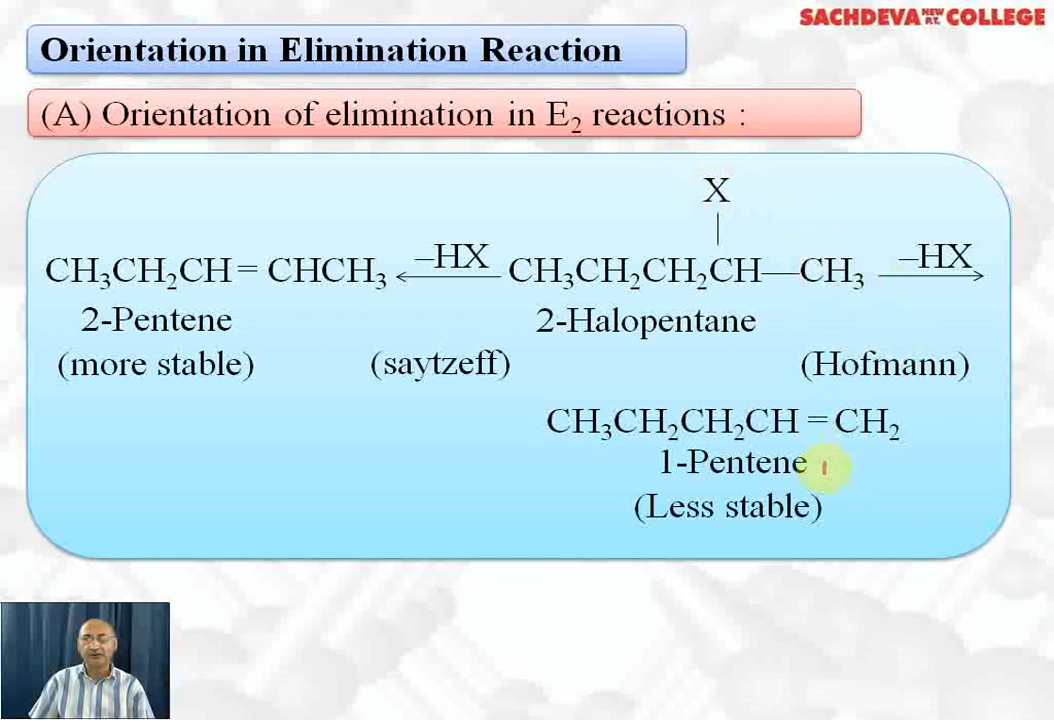 SACHDEVA NEW P.T. COLLEGE
Orientation in Elimination Reaction
(A) Orientation of elimination in E₂ reactions :
X
|
CH₃CH₂CH = CHCH₃ ←–HX CH₃CH₂CH₂CH—CH₃ –HX→
2-Pentene 2-Halopentane
(more stable) (saytzeff) (Hofmann)
CH₃CH₂CH₂CH = CH₂
1-Pentene
(Less stable)